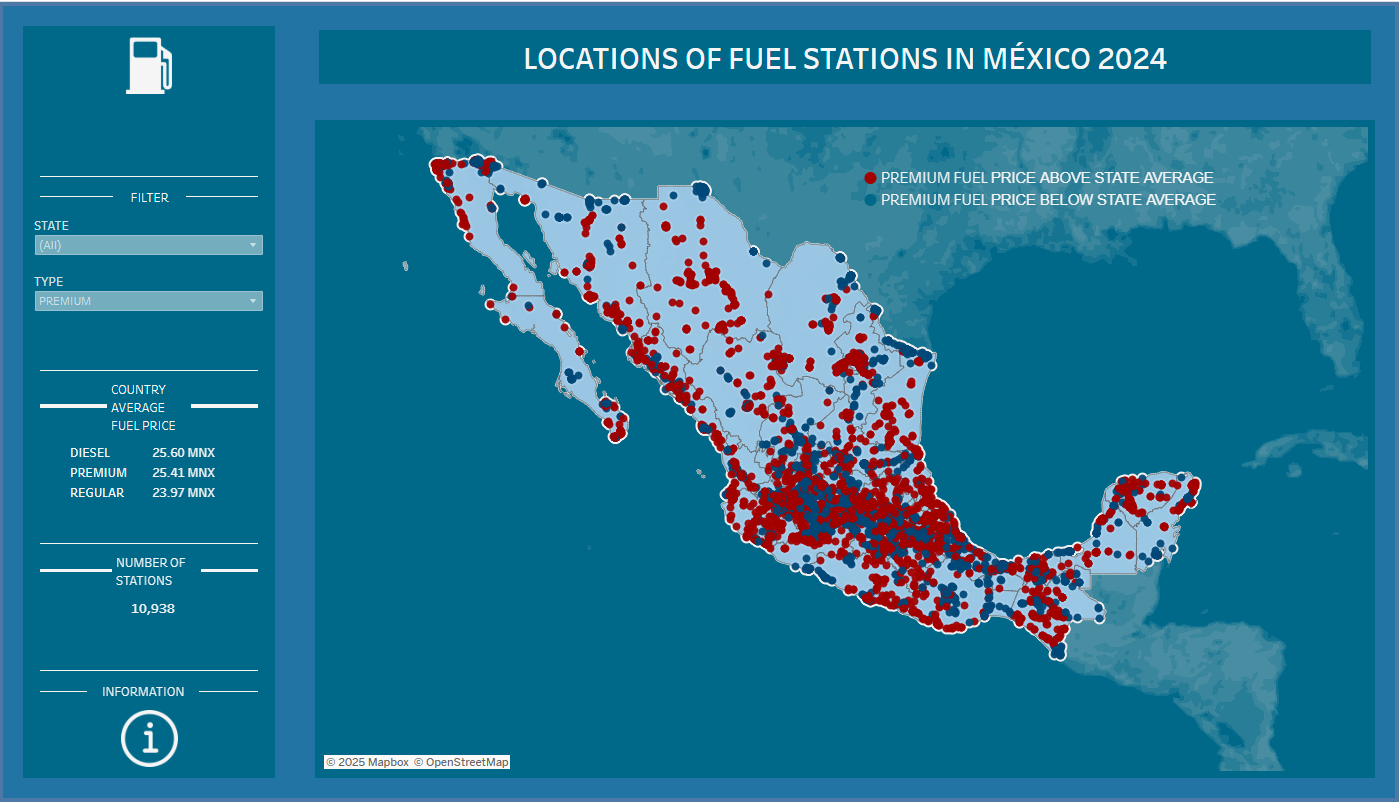 LOCATIONS OF FUEL STATIONS IN MÉXICO 2024
FILTER
STATE
(All)
TYPE
PREMIUM
COUNTRY
AVERAGE
FUEL PRICE
DIESEL 25.60 MNX
PREMIUM 25.41 MNX
REGULAR 23.97 MNX
NUMBER OF
STATIONS
10,938
INFORMATION
i
PREMIUM FUEL PRICE ABOVE STATE AVERAGE
PREMIUM FUEL PRICE BELOW STATE AVERAGE
© 2025 Mapbox © OpenStreetMap